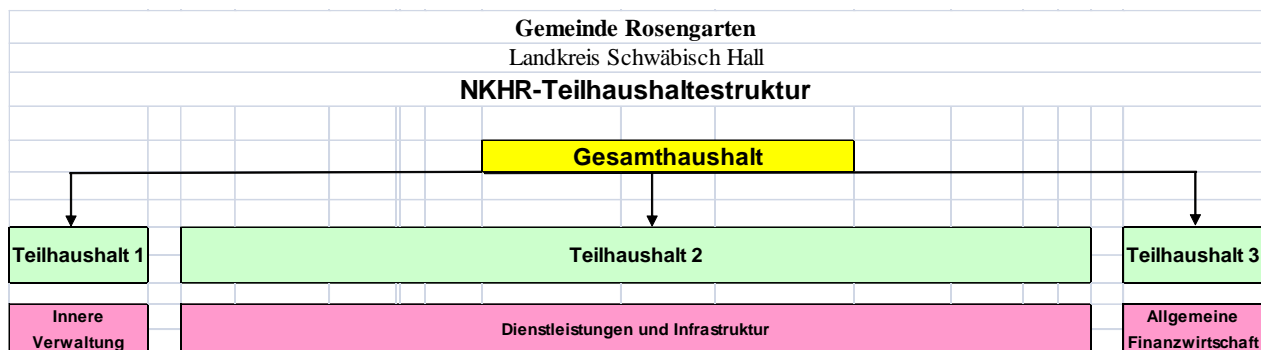 Gemeinde Rosengarten
Landkreis Schwäbisch Hall
NKHR-Teilhaushaltestruktur
Gesamthaushalt
Teilhaushalt 1
Teilhaushalt 2
Teilhaushalt 3
Innere
Verwaltung
Dienstleistungen und Infrastruktur
Allgemeine
Finanzwirtschaft